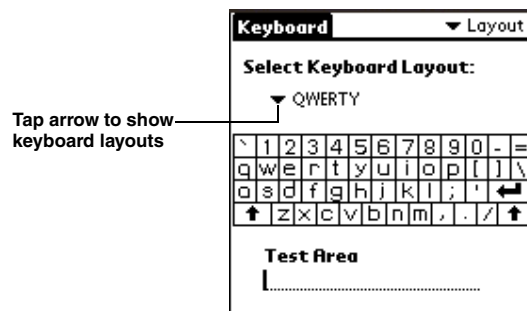 Keyboard Layout
Select Keyboard Layout:
QWERTY
Tap arrow to show
keyboard layouts
` 1 2 3 4 5 6 7 8 9 0 - =
q w e r t y u i o p [ ] \
a s d f g h j k l ; '
z x c v b n m , . /
Test Area